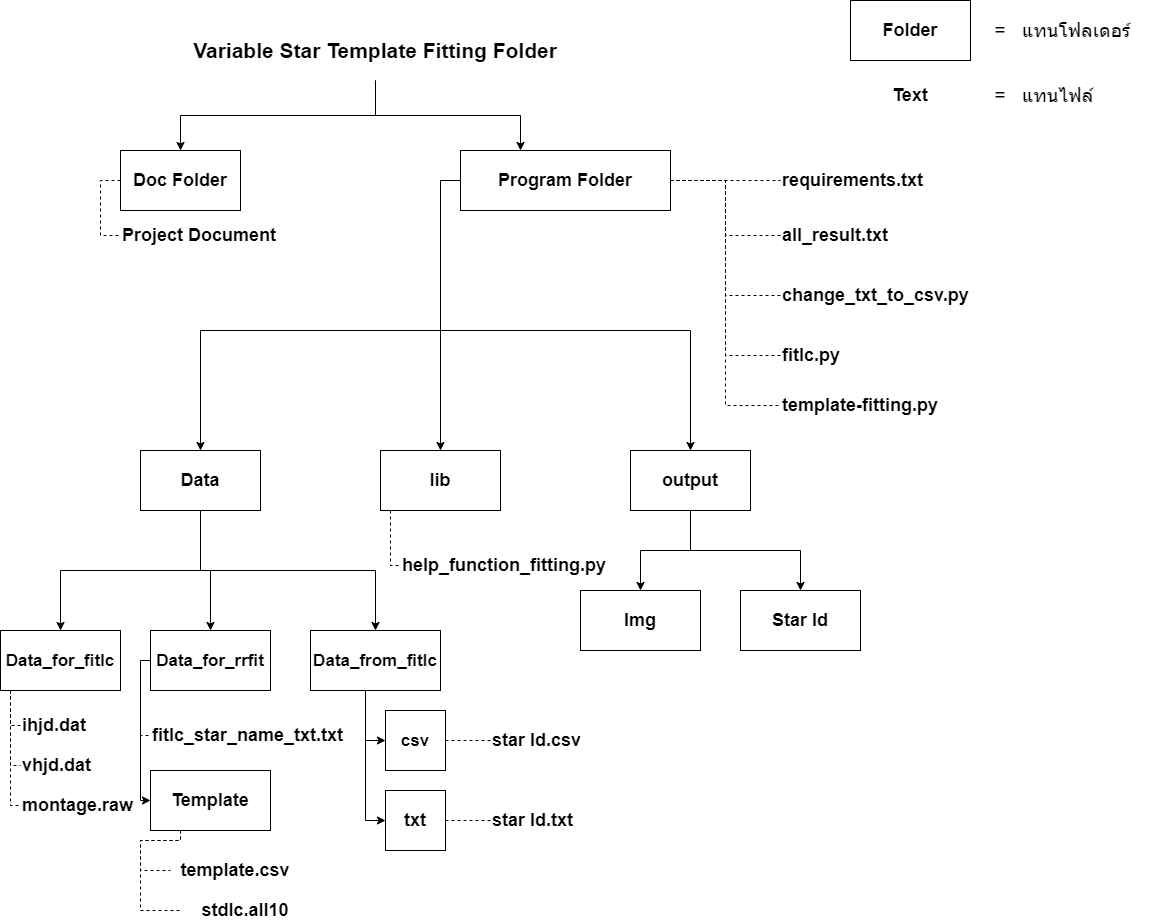 Folder = แทนโฟลเดอร์
Variable Star Template Fitting Folder
Text = แทนไฟล์
Doc Folder
Program Folder
requirements.txt
Project Document
all_result.txt
change_txt_to_csv.py
fitlc.py
template-fitting.py
Data
lib
output
help_function_fitting.py
Img
Star Id
Data_for_fitlc
Data_for_rrfit
Data_from_fitlc
ihjd.dat
vhjd.dat
montage.raw
fitlc_star_name_txt.txt
Template
template.csv
stdlc.all10
csv
star Id.csv
txt
star Id.txt